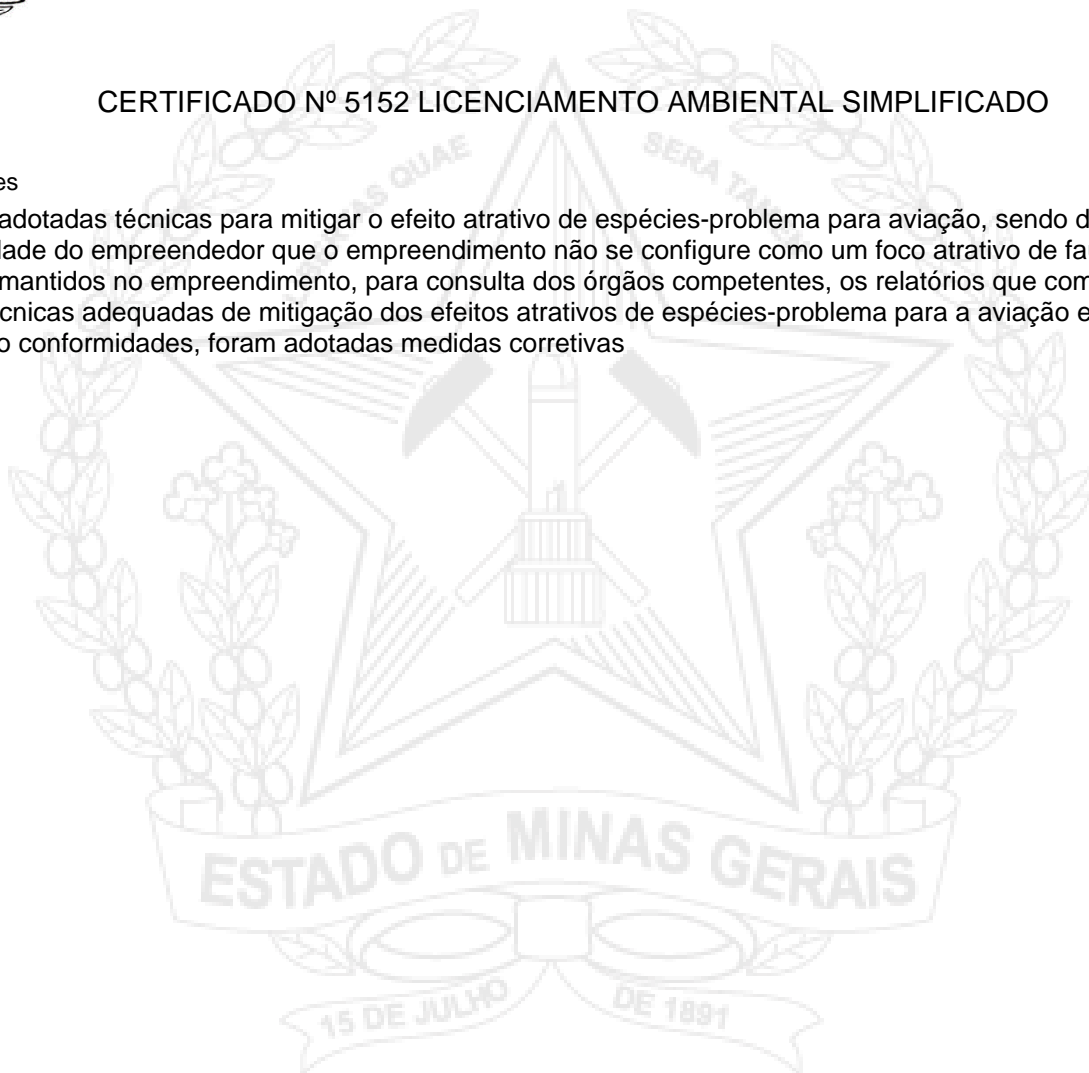 CERTIFICADO Nº 5152 LICENCIAMENTO AMBIENTAL SIMPLIFICADO
es
adotadas técnicas para mitigar o efeito atrativo de espécies-problema para aviação, sendo d
dade do empreendedor que o empreendimento não se configure como um foco atrativo de fa
mantidos no empreendimento, para consulta dos órgãos competentes, os relatórios que com
cnicas adequadas de mitigação dos efeitos atrativos de espécies-problema para a aviação e
o conformidades, foram adotadas medidas corretivas
QUAE
SERA
ESTADO DE MINAS GERAIS
15 DE JULHO DE 1891